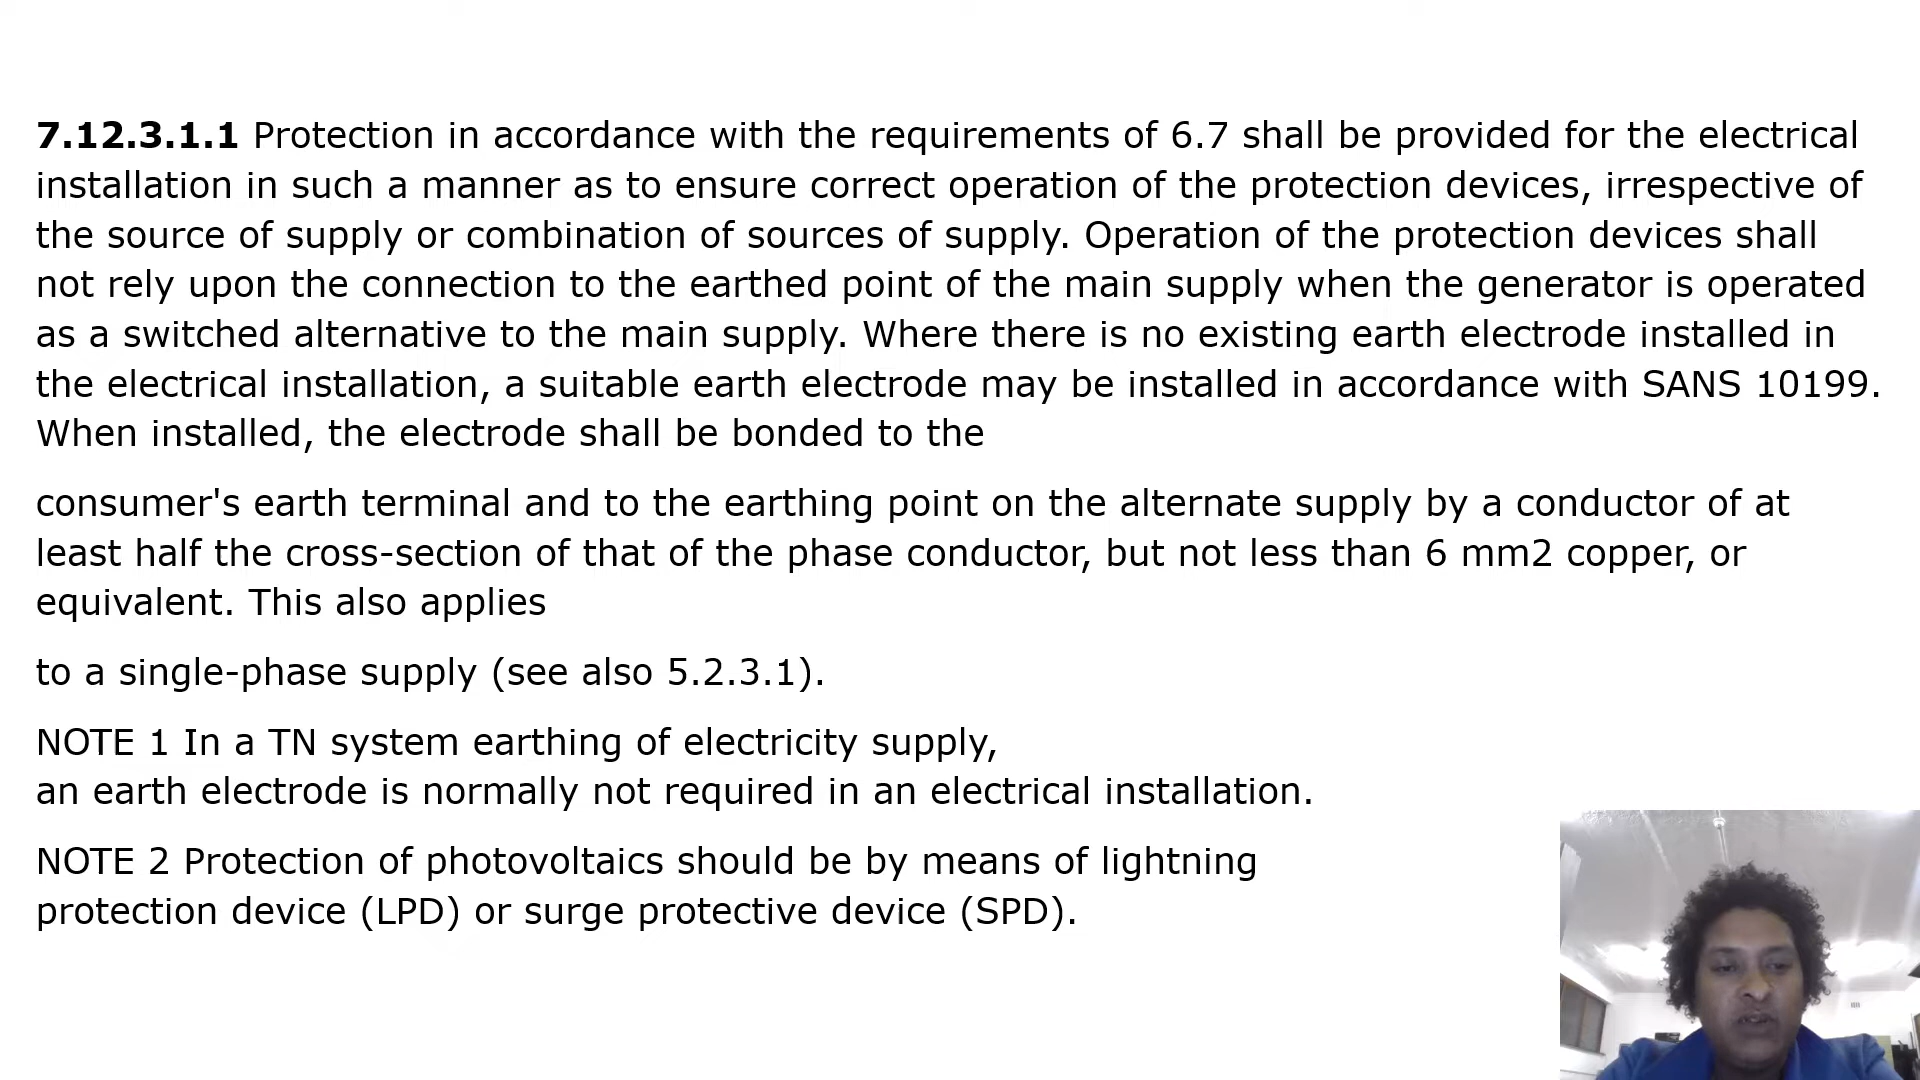 7.12.3.1.1 Protection in accordance with the requirements of 6.7 shall be provided for the electrical
installation in such a manner as to ensure correct operation of the protection devices, irrespective of
the source of supply or combination of sources of supply. Operation of the protection devices shall
not rely upon the connection to the earthed point of the main supply when the generator is operated
as a switched alternative to the main supply. Where there is no existing earth electrode installed in
the electrical installation, a suitable earth electrode may be installed in accordance with SANS 10199.
When installed, the electrode shall be bonded to the
consumer's earth terminal and to the earthing point on the alternate supply by a conductor of at
least half the cross-section of that of the phase conductor, but not less than 6 mm2 copper, or
equivalent. This also applies
to a single-phase supply (see also 5.2.3.1).
NOTE 1 In a TN system earthing of electricity supply,
an earth electrode is normally not required in an electrical installation.
NOTE 2 Protection of photovoltaics should be by means of lightning
protection device (LPD) or surge protective device (SPD).